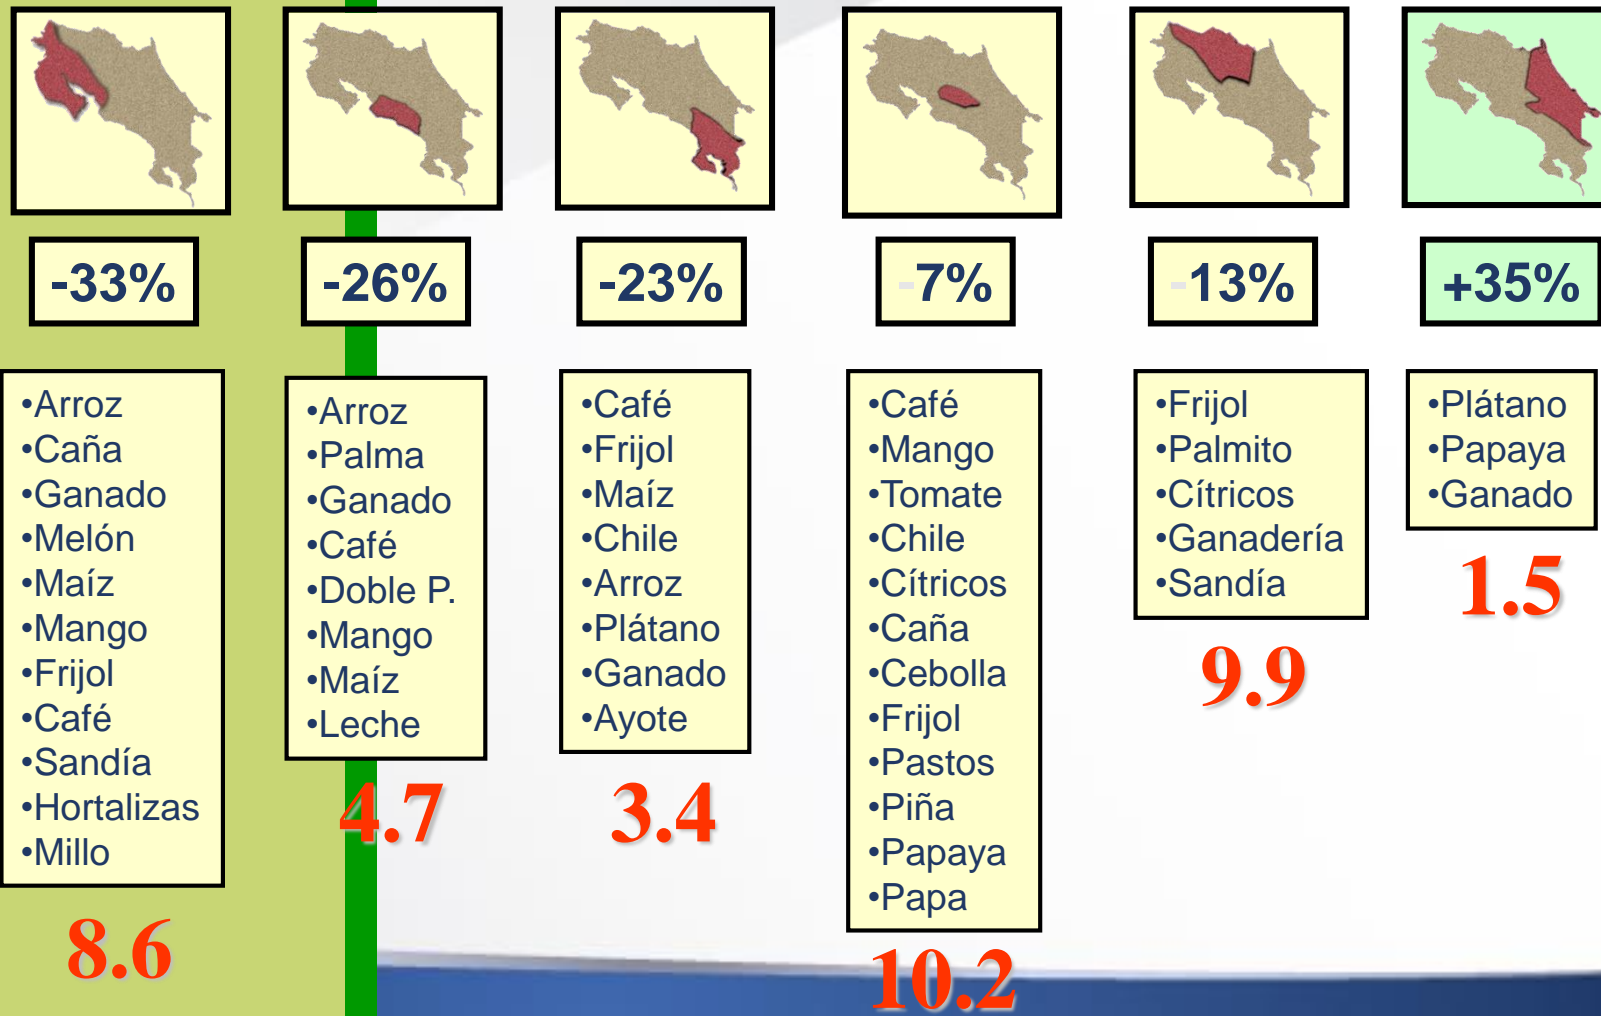 -33%
-26%
-23%
-7%
-13%
+35%
•Arroz
•Caña
•Ganado
•Melón
•Maíz
•Mango
•Frijol
•Café
•Sandía
•Hortalizas
•Millo
8.6
•Arroz
•Palma
•Ganado
•Café
•Doble P.
•Mango
•Maíz
•Leche
4.7
•Café
•Frijol
•Maíz
•Chile
•Arroz
•Plátano
•Ganado
•Ayote
3.4
•Café
•Mango
•Tomate
•Chile
•Cítricos
•Caña
•Cebolla
•Frijol
•Pastos
•Piña
•Papaya
•Papa
10.2
•Frijol
•Palmito
•Cítricos
•Ganadería
•Sandía
9.9
•Plátano
•Papaya
•Ganado
1.5